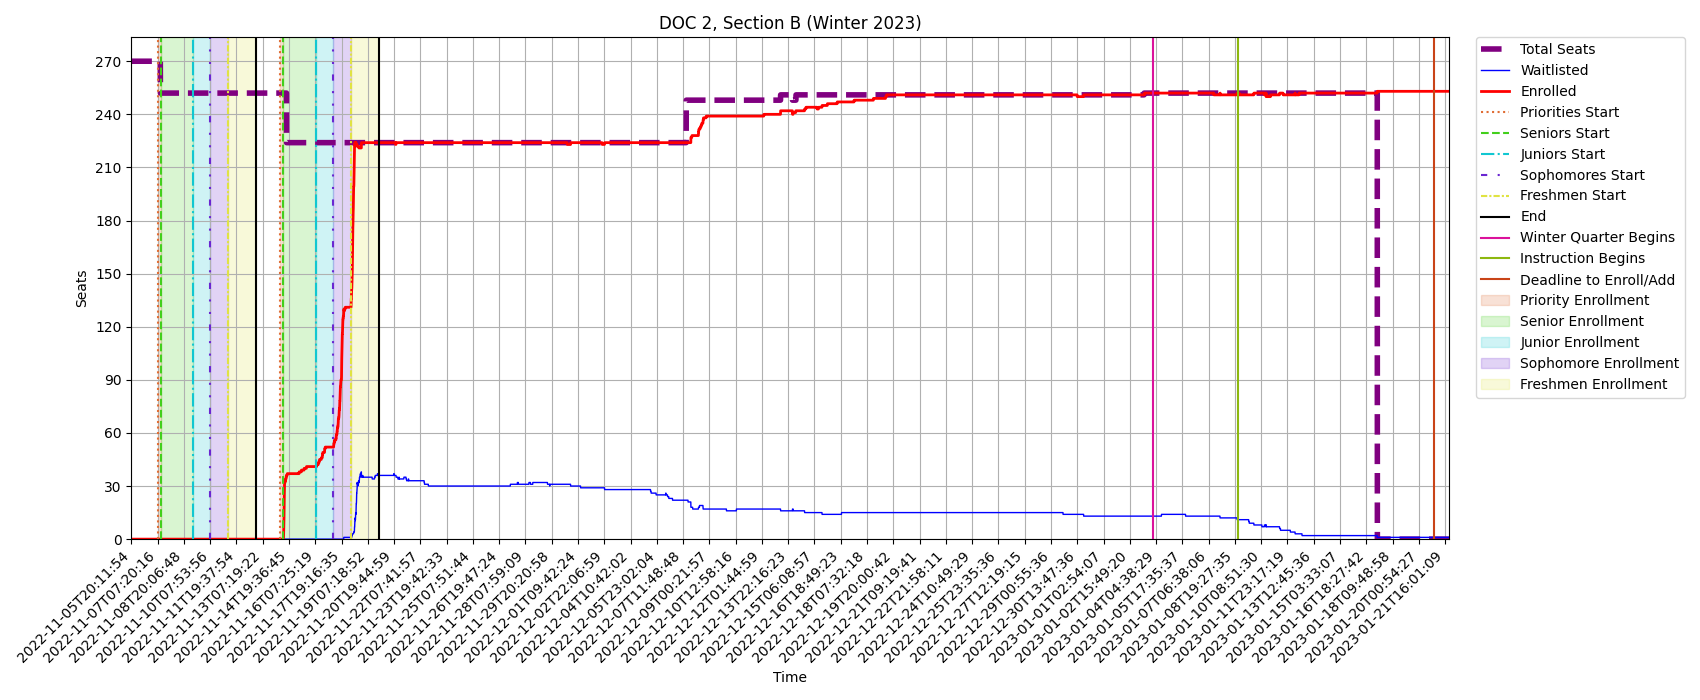 DOC 2, Section B (Winter 2023)
Seats
270
240
210
180
150
120
90
60
30
0
2022-11-05T20:11:54
2022-11-07T07:20:16
2022-11-08T20:06:48
2022-11-10T07:53:56
2022-11-11T19:37:54
2022-11-13T07:19:22
2022-11-14T19:36:45
2022-11-16T07:25:19
2022-11-17T19:16:35
2022-11-19T07:18:52
2022-11-20T19:44:59
2022-11-22T07:41:57
2022-11-23T19:42:33
2022-11-25T07:51:44
2022-11-26T19:47:24
2022-11-28T07:59:09
2022-11-29T20:20:58
2022-12-01T09:42:24
2022-12-02T22:06:59
2022-12-04T10:42:02
2022-12-05T23:02:04
2022-12-07T11:48:48
2022-12-09T00:21:57
2022-12-10T12:58:16
2022-12-12T01:44:59
2022-12-13T12:16:23
2022-12-15T06:08:57
2022-12-16T18:49:23
2022-12-18T07:32:18
2022-12-19T20:00:42
2022-12-21T09:19:41
2022-12-22T21:58:11
2022-12-24T10:49:29
2022-12-25T23:35:36
2022-12-27T12:19:15
2022-12-29T00:55:36
2022-12-30T13:47:36
2023-01-01T02:54:07
2023-01-02T15:49:20
2023-01-04T04:38:29
2023-01-05T17:35:37
2023-01-07T06:38:06
2023-01-08T19:27:35
2023-01-10T08:51:30
2023-01-11T23:17:19
2023-01-13T12:45:36
2023-01-15T03:33:07
2023-01-16T18:27:42
2023-01-18T09:48:58
2023-01-20T00:54:27
2023-01-21T16:01:09
Time
Total Seats
Waitlisted
Enrolled
Priorities Start
Seniors Start
Juniors Start
Sophomores Start
Freshmen Start
End
Winter Quarter Begins
Instruction Begins
Deadline to Enroll/Add
Priority Enrollment
Senior Enrollment
Junior Enrollment
Sophomore Enrollment
Freshmen Enrollment